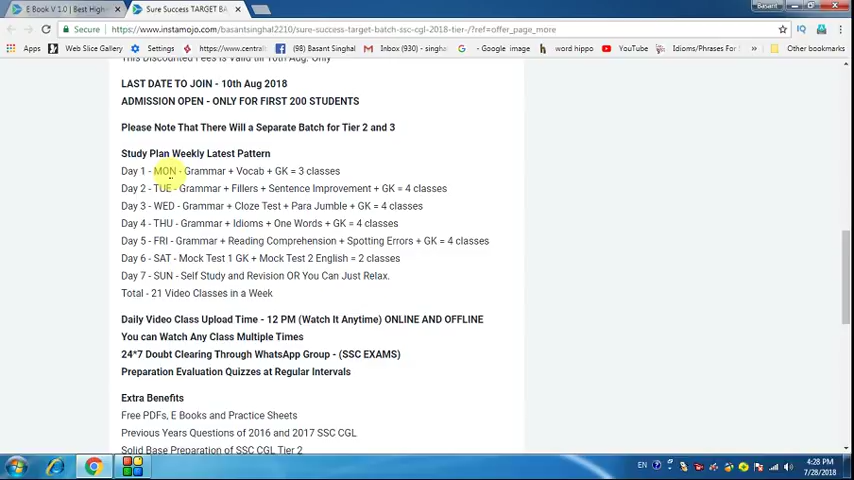 E Book V 1.0 | Best High
Sure Success TARGET BA
Basant
Secure | https://www.instamojo.com/basantsinghal2210/sure-success-target-batch-ssc-cgl-2018-tier-/?ref=offer_page_more
Apps Web Slice Gallery Settings https://www.central (98) Basant Singhal Inbox (930) - singha Google - image word hippo YouTube Idioms/Phrases For S Other bookmarks
This Discounted Fees is Valid till 10th Aug. Only
LAST DATE TO JOIN - 10th Aug 2018
ADMISSION OPEN - ONLY FOR FIRST 200 STUDENTS
Please Note That There Will a Separate Batch for Tier 2 and 3
Study Plan Weekly Latest Pattern
Day 1 - MON - Grammar + Vocab + GK = 3 classes
Day 2 - TUE - Grammar + Fillers + Sentence Improvement + GK = 4 classes
Day 3 - WED - Grammar + Cloze Test + Para Jumble + GK = 4 classes
Day 4 - THU - Grammar + Idioms + One Words + GK = 4 classes
Day 5 - FRI - Grammar + Reading Comprehension + Spotting Errors + GK = 4 classes
Day 6 - SAT - Mock Test 1 GK + Mock Test 2 English = 2 classes
Day 7 - SUN - Self Study and Revision OR You Can Just Relax.
Total - 21 Video Classes in a Week
Daily Video Class Upload Time - 12 PM (Watch It Anytime) ONLINE AND OFFLINE
You can Watch Any Class Multiple Times
24*7 Doubt Clearing Through WhatsApp Group - (SSC EXAMS)
Preparation Evaluation Quizzes at Regular Intervals
Extra Benefits
Free PDFs, E Books and Practice Sheets
Previous Years Questions of 2016 and 2017 SSC CGL
Solid Base Preparation of SSC CGL Tier 2
EN
4:28 PM
7/28/2018